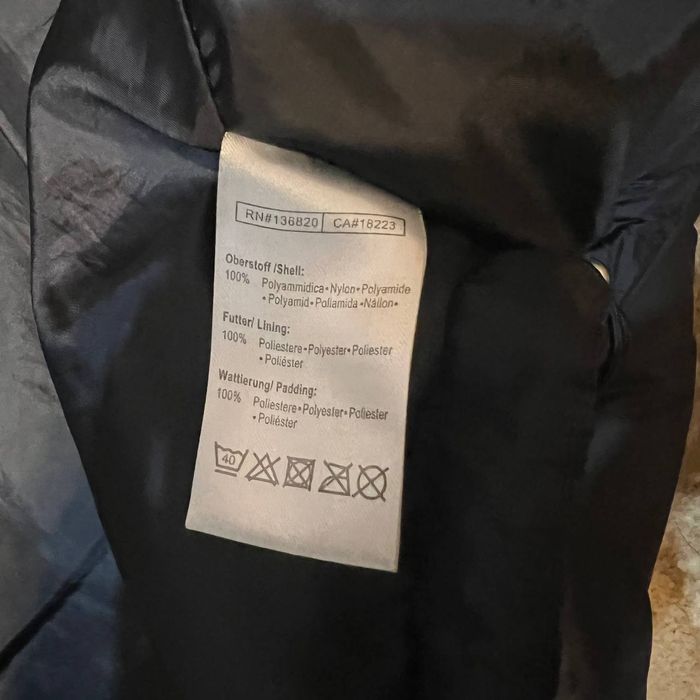 RN#136820 CA#18223
Oberstoff /Shell:
100% Polyammidica•Nylon•Polyamide
•Polyamid•Poliamida•Nállon•
Futter/ Lining:
100% Poliestere•Polyester•Poliester
•Poliéster
Wattierung/ Padding:
100% Poliestere•Polyester•Poliester
•Poliéster
40